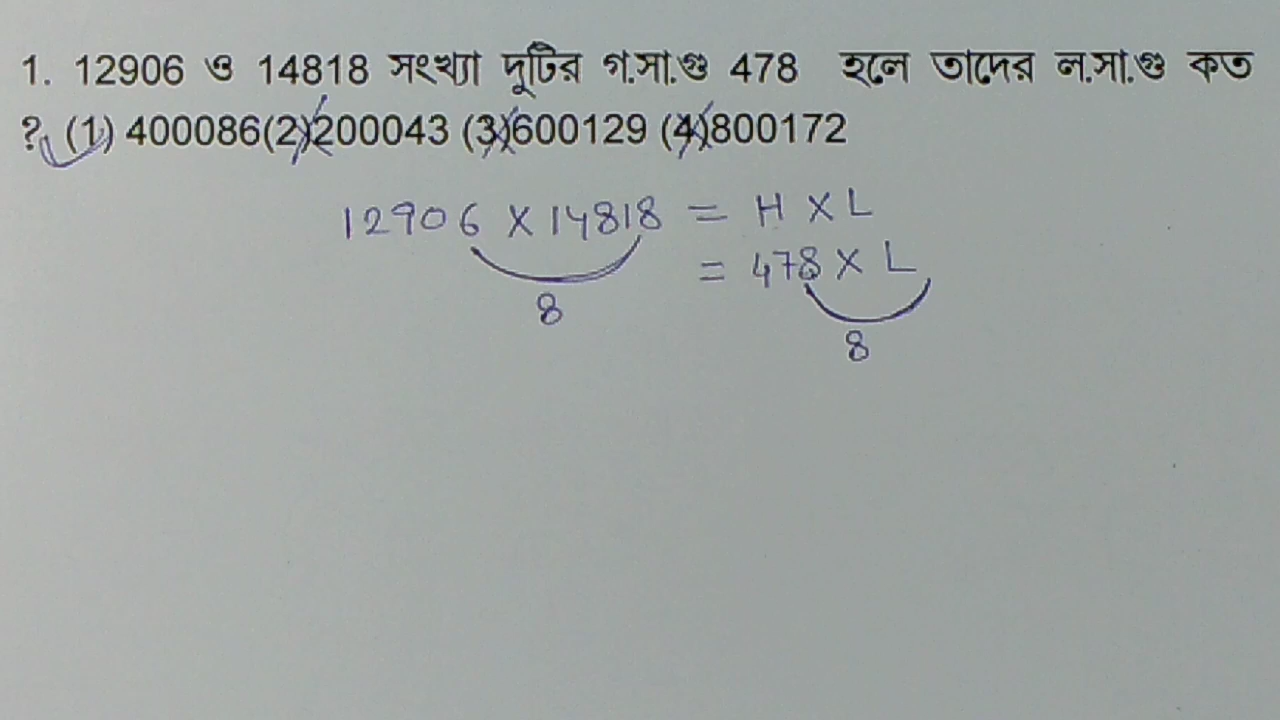 1. 12906 ও 14818 সংখ্যা দুটির গ.সা.গু 478 হলে তাদের ল.সা.গু কত
? (1) 400086(2)200043 (3)600129 (4)800172
12906 X 14818 = H X L
= 478 X L
8
8